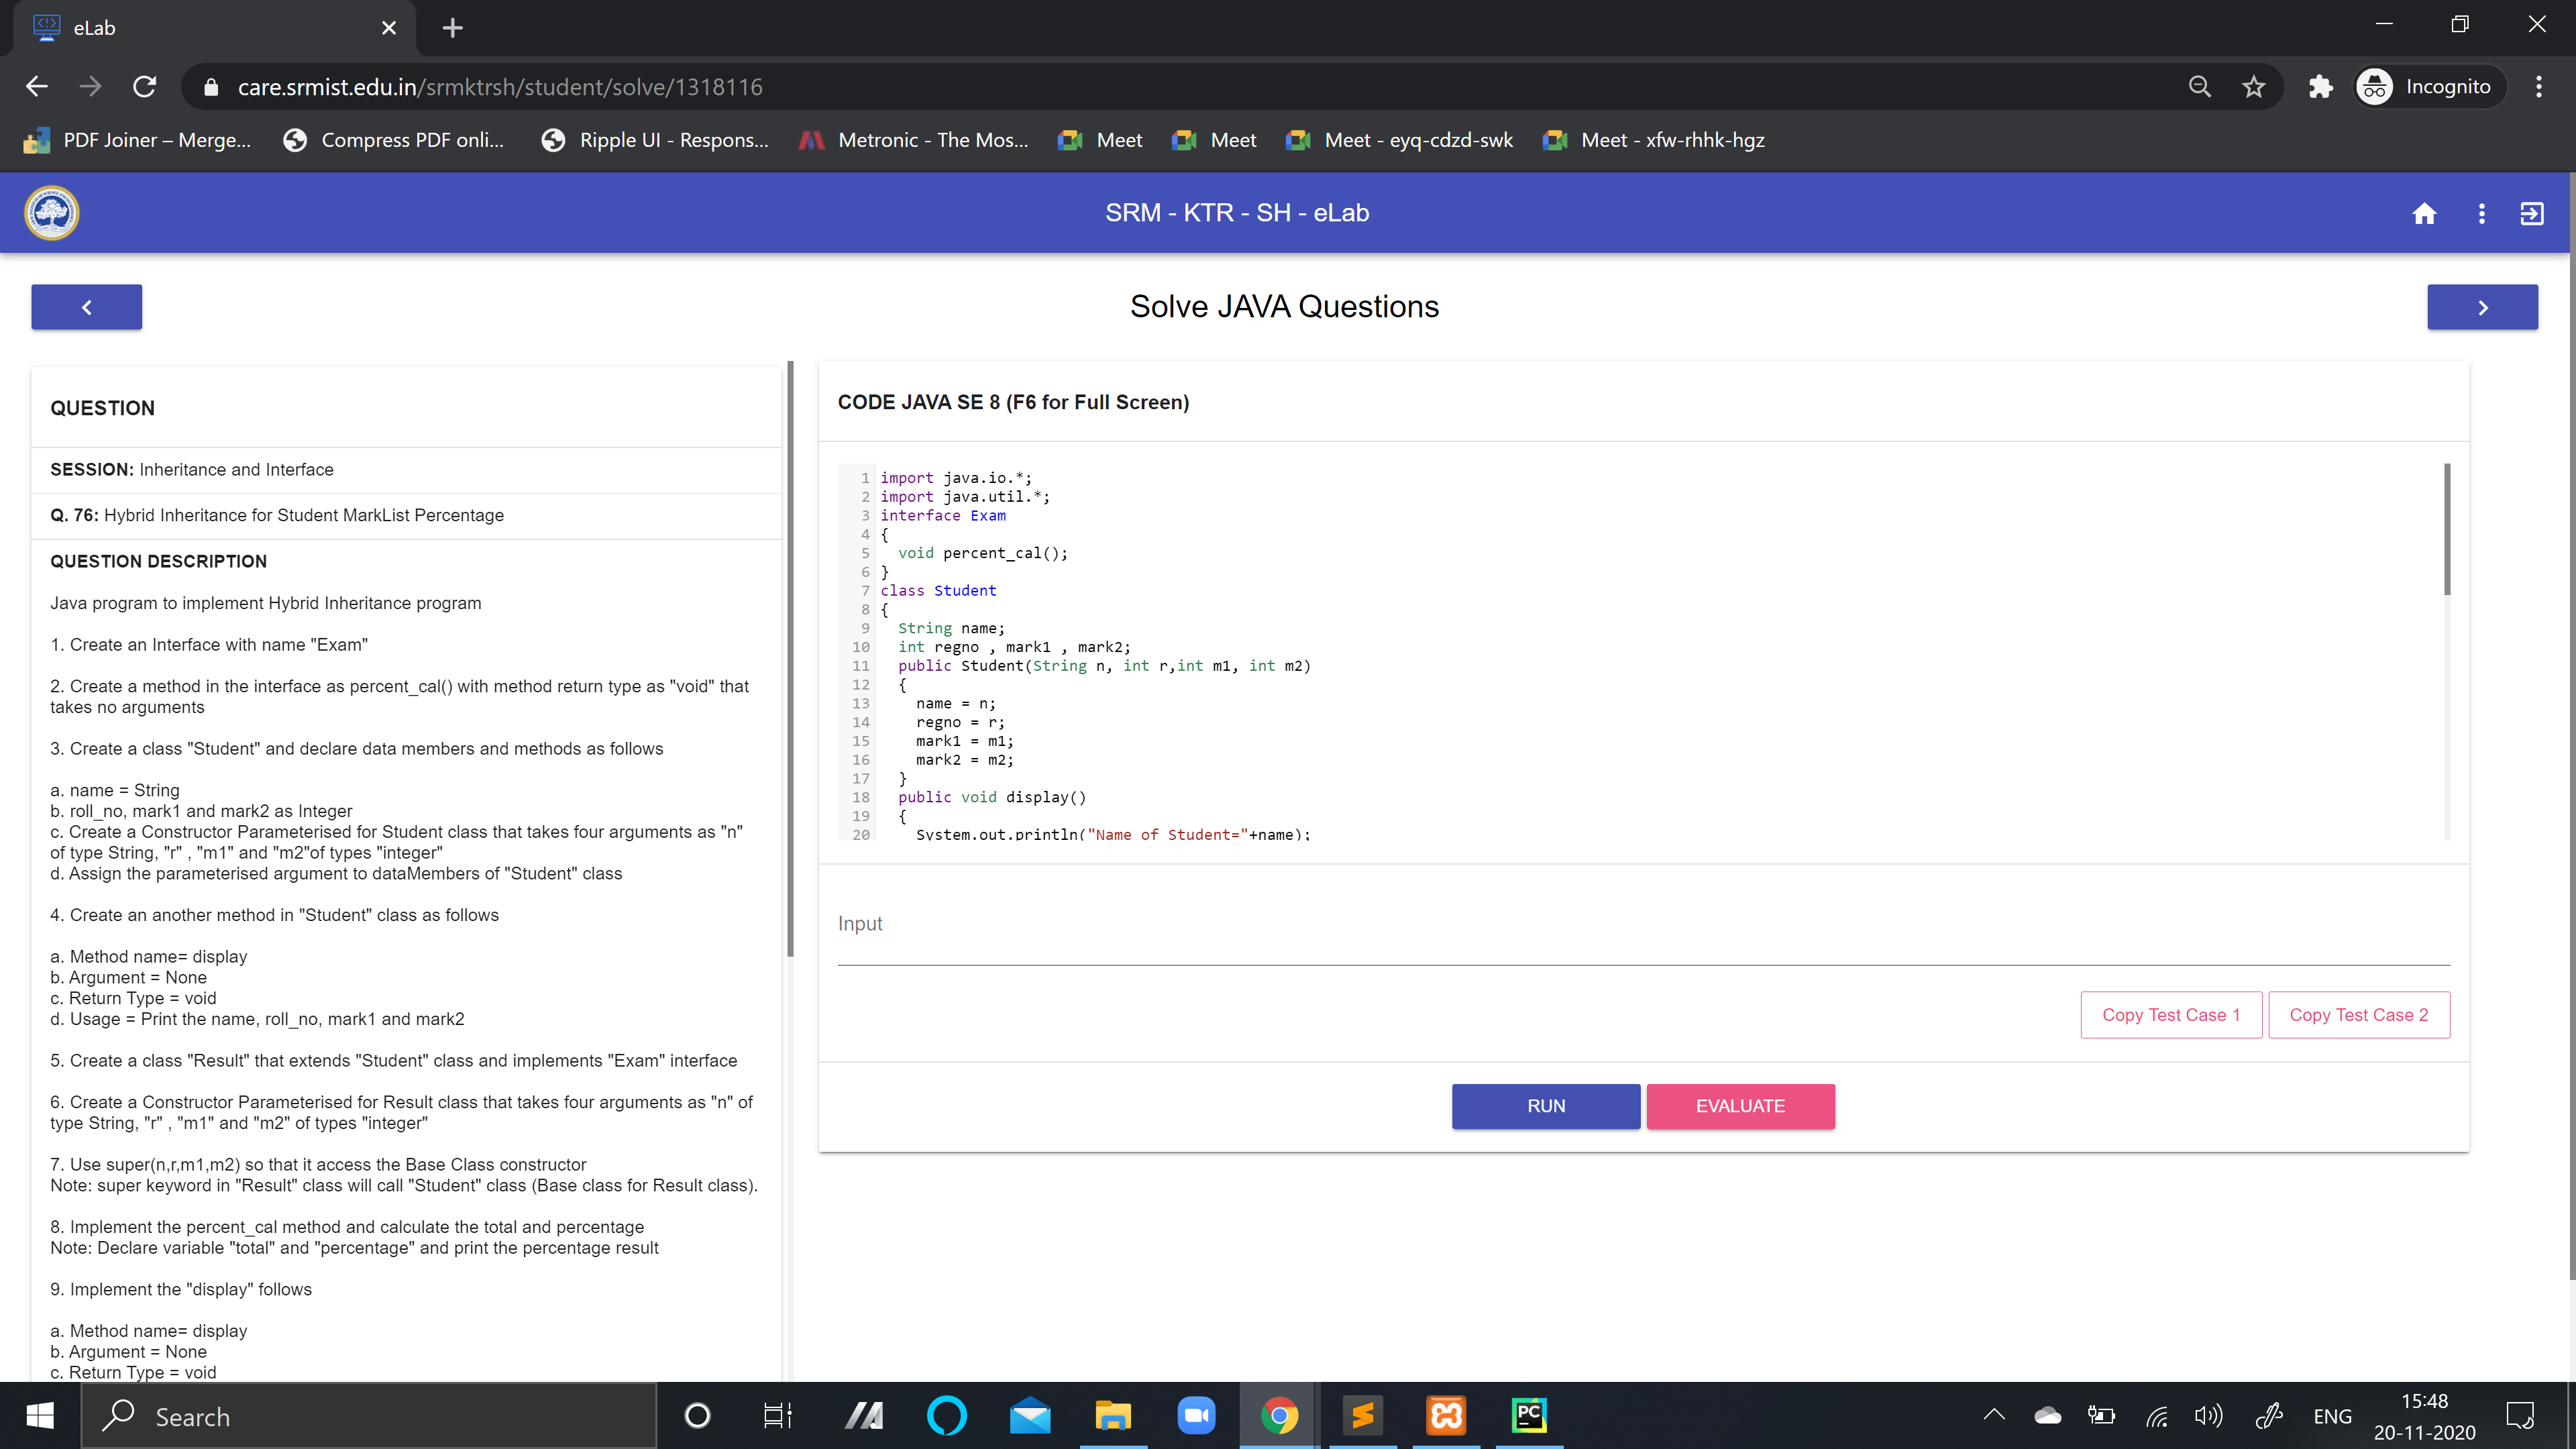 eLab
care.srmist.edu.in/srmktrsh/student/solve/1318116
Incognito
PDF Joiner – Merge...
Compress PDF onli...
Ripple UI - Respons...
Metronic - The Mos...
Meet
Meet
Meet - eyq-cdzd-swk
Meet - xfw-rhhk-hgz
SRM - KTR - SH - eLab
Solve JAVA Questions
QUESTION
SESSION: Inheritance and Interface
Q. 76: Hybrid Inheritance for Student MarkList Percentage
QUESTION DESCRIPTION
Java program to implement Hybrid Inheritance program
1. Create an Interface with name "Exam"
2. Create a method in the interface as percent_cal() with method return type as "void" that
takes no arguments
3. Create a class "Student" and declare data members and methods as follows
a. name = String
b. roll_no, mark1 and mark2 as Integer
c. Create a Constructor Parameterised for Student class that takes four arguments as "n"
of type String, "r" , "m1" and "m2"of types "integer"
d. Assign the parameterised argument to dataMembers of "Student" class
4. Create an another method in "Student" class as follows
a. Method name= display
b. Argument = None
c. Return Type = void
d. Usage = Print the name, roll_no, mark1 and mark2
5. Create a class "Result" that extends "Student" class and implements "Exam" interface
6. Create a Constructor Parameterised for Result class that takes four arguments as "n" of
type String, "r" , "m1" and "m2" of types "integer"
7. Use super(n,r,m1,m2) so that it access the Base Class constructor
Note: super keyword in "Result" class will call "Student" class (Base class for Result class).
8. Implement the percent_cal method and calculate the total and percentage
Note: Declare variable "total" and "percentage" and print the percentage result
9. Implement the "display" follows
a. Method name= display
b. Argument = None
c. Return Type = void
CODE JAVA SE 8 (F6 for Full Screen)
1 import java.io.*;
2 import java.util.*;
3 interface Exam
4 {
5 void percent_cal();
6 }
7 class Student
8 {
9 String name;
10 int regno , mark1 , mark2;
11 public Student(String n, int r,int m1, int m2)
12 {
13 name = n;
14 regno = r;
15 mark1 = m1;
16 mark2 = m2;
17 }
18 public void display()
19 {
20 System.out.println("Name of Student="+name);
Input
Copy Test Case 1
Copy Test Case 2
RUN
EVALUATE
Search
PC
ENG
15:48
20-11-2020